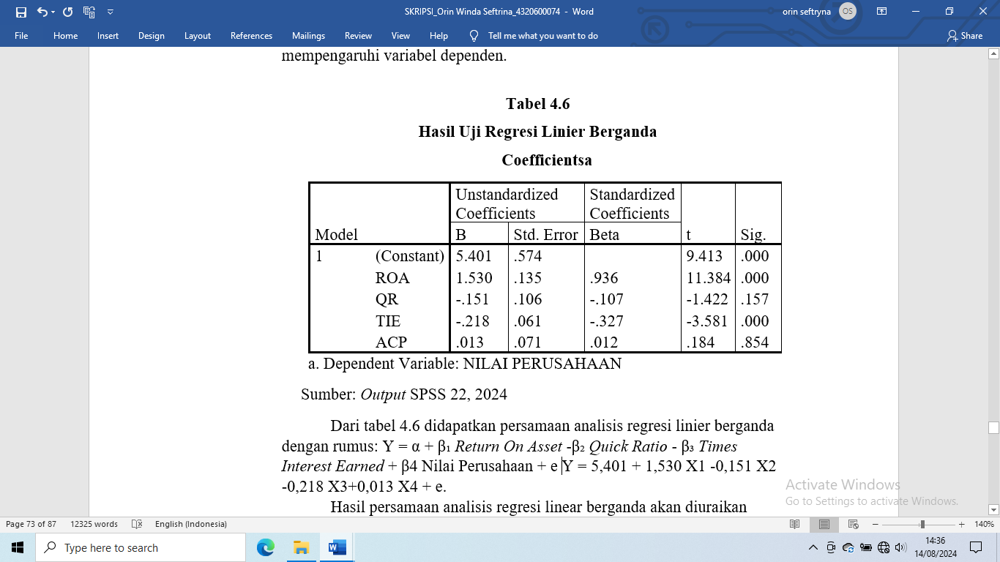 SKRIPSI_Orin Winda Seftrina_4320600074 - Word
orin seftryna
OS
File Home Insert Design Layout References Mailings Review View Help Tell me what you want to do Share
mempengaruhi variabel dependen.
Tabel 4.6
Hasil Uji Regresi Linier Berganda
Coefficientsa
Model Unstandardized Coefficients Standardized Coefficients t Sig.
B Std. Error Beta
1 (Constant) 5.401 .574 9.413 .000
ROA 1.530 .135 .936 11.384 .000
QR -.151 .106 -.107 -1.422 .157
TIE -.218 .061 -.327 -3.581 .000
ACP .013 .071 .012 .184 .854
a. Dependent Variable: NILAI PERUSAHAAN
Sumber: Output SPSS 22, 2024
Dari tabel 4.6 didapatkan persamaan analisis regresi linier berganda
dengan rumus: Y = α + β₁ Return On Asset -β₂ Quick Ratio - β₃ Times
Interest Earned + β4 Nilai Perusahaan + e Y = 5,401 + 1,530 X1 -0,151 X2
-0,218 X3+0,013 X4 + e.
Hasil persamaan analisis regresi linear berganda akan diuraikan
Activate Windows
Go to Settings to activate Windows.
Page 73 of 87 12325 words English (Indonesia) 140%
Type here to search
14:36
14/08/2024